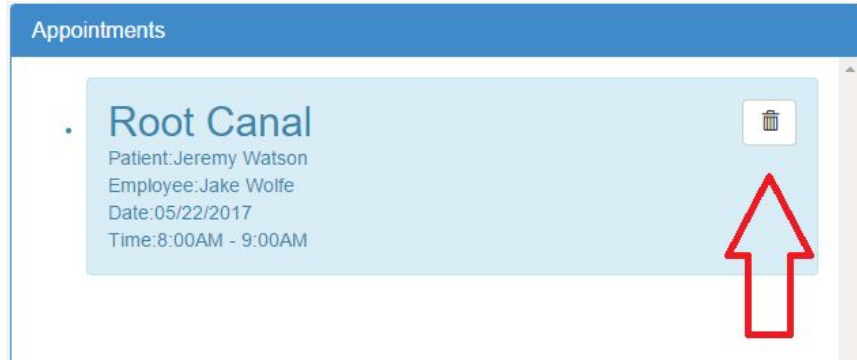 Appointments
Root Canal
Patient:Jeremy Watson
Employee:Jake Wolfe
Date:05/22/2017
Time:8:00AM - 9:00AM